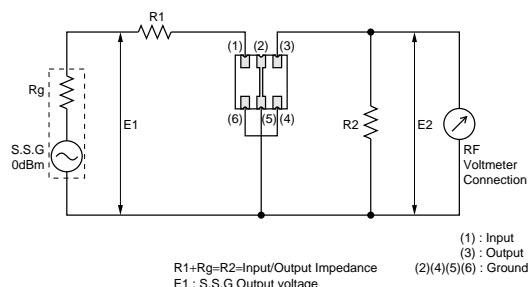 R1
(1) (2) (3)
Rg
E1
(6) (5) (4)
R2
E2
S.S.G
0dBm
RF
Voltmeter
Connection
(1) : Input
(3) : Output
(2)(4)(5)(6) : Ground
R1+Rg=R2=Input/Output Impedance
E1 : S.S.G Output voltage